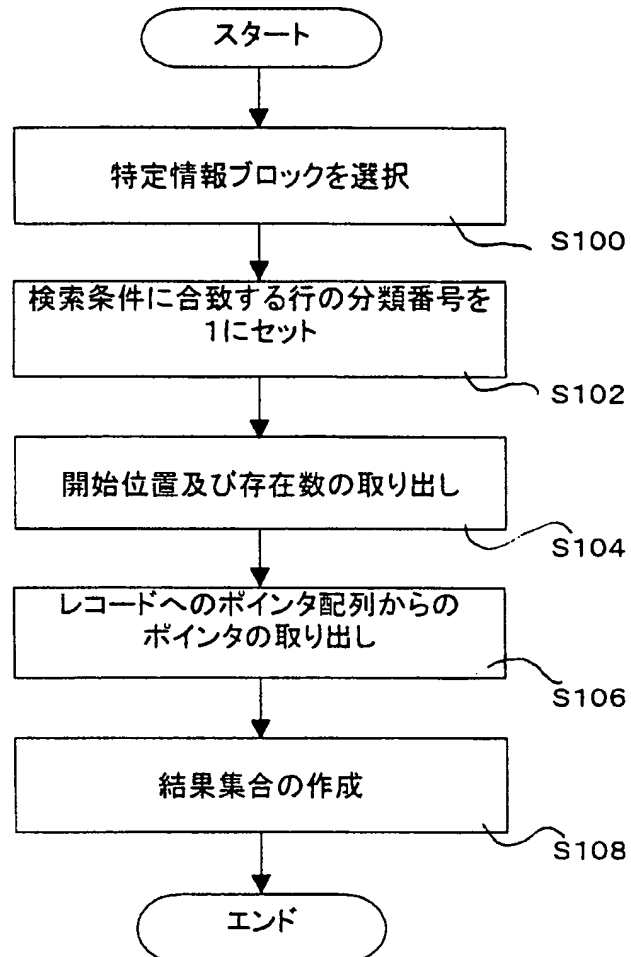 スタート
特定情報ブロックを選択
S100
検索条件に合致する行の分類番号を
1にセット
S102
開始位置及び存在数の取り出し
S104
レコードへのポインタ配列からの
ポインタの取り出し
S106
結果集合の作成
S108
エンド